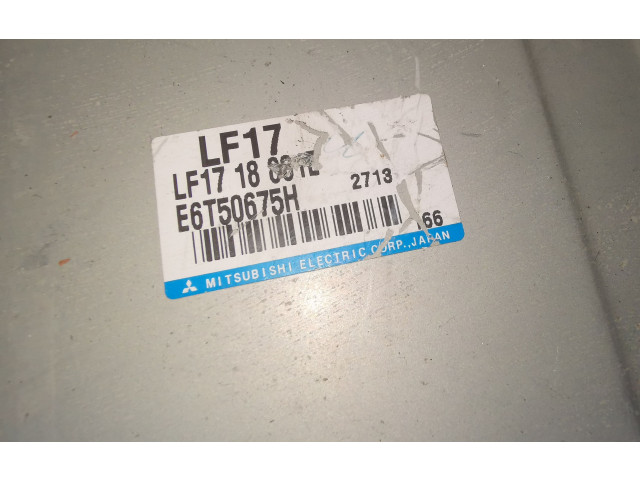 LF17
LF17 18
E6T50675H 2713
66
MITSUBISHI ELECTRIC CORP., JAPAN